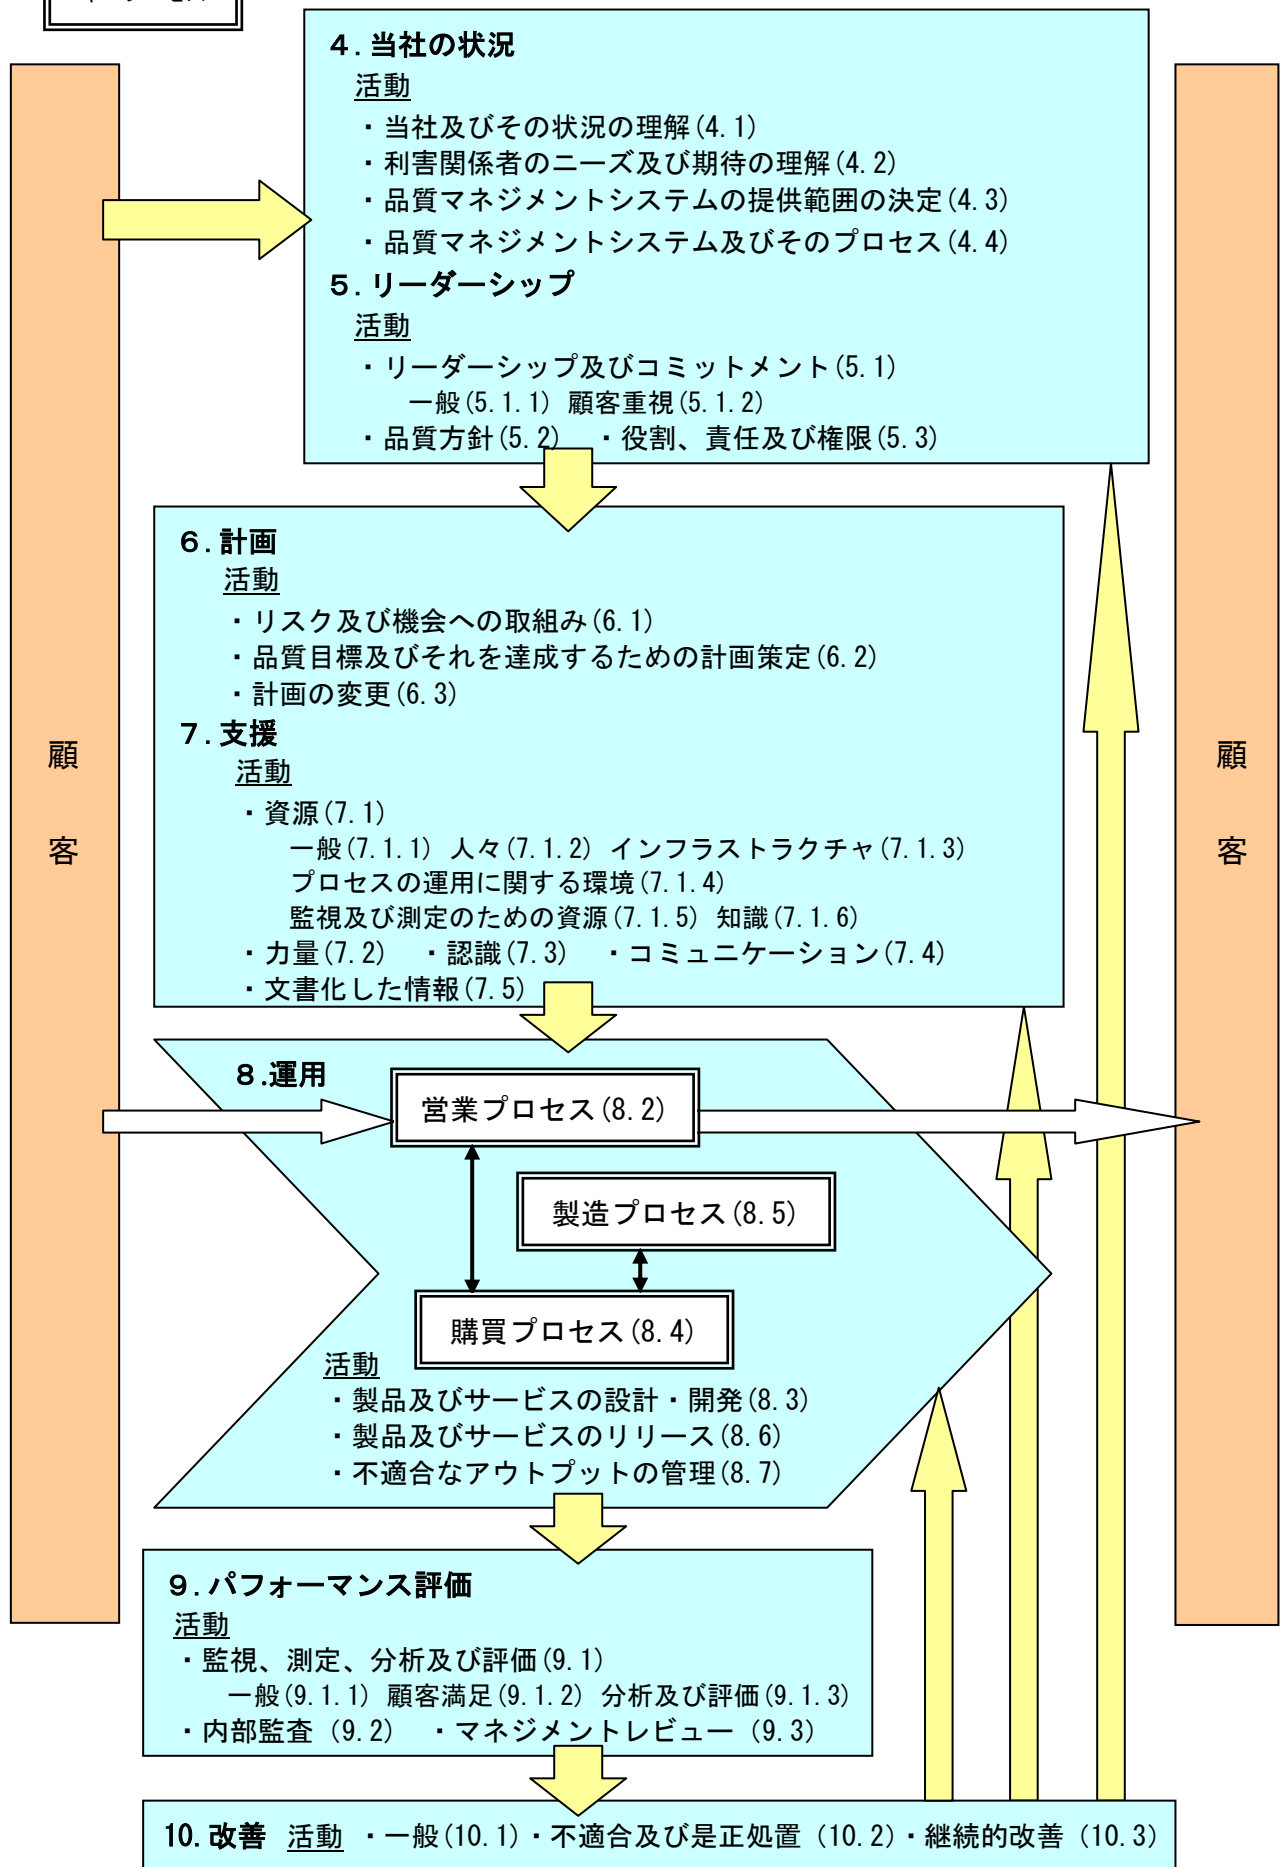 ４．当社の状況
活動
・当社及びその状況の理解(4.1)
・利害関係者のニーズ及び期待の理解(4.2)
・品質マネジメントシステムの提供範囲の決定(4.3)
・品質マネジメントシステム及びそのプロセス(4.4)
５．リーダーシップ
活動
・リーダーシップ及びコミットメント(5.1)
一般(5.1.1) 顧客重視(5.1.2)
・品質方針(5.2) ・役割、責任及び権限(5.3)
６．計画
活動
・リスク及び機会への取組み(6.1)
・品質目標及びそれを達成するための計画策定(6.2)
・計画の変更(6.3)
７．支援
活動
・資源(7.1)
一般(7.1.1) 人々(7.1.2) インフラストラクチャ(7.1.3)
プロセスの運用に関する環境(7.1.4)
監視及び測定のための資源(7.1.5) 知識(7.1.6)
・力量(7.2) ・認識(7.3) ・コミュニケーション(7.4)
・文書化した情報(7.5)
顧
客
顧
客
８.運用
営業プロセス(8.2)
製造プロセス(8.5)
購買プロセス(8.4)
活動
・製品及びサービスの設計・開発(8.3)
・製品及びサービスのリリース(8.6)
・不適合なアウトプットの管理(8.7)
９．パフォーマンス評価
活動
・監視、測定、分析及び評価(9.1)
一般(9.1.1) 顧客満足(9.1.2) 分析及び評価(9.1.3)
・内部監査 (9.2) ・マネジメントレビュー (9.3)
10.改善 活動 ・一般(10.1)・不適合及び是正処置 (10.2)・継続的改善 (10.3)